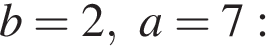 b = 2, a = 7 :